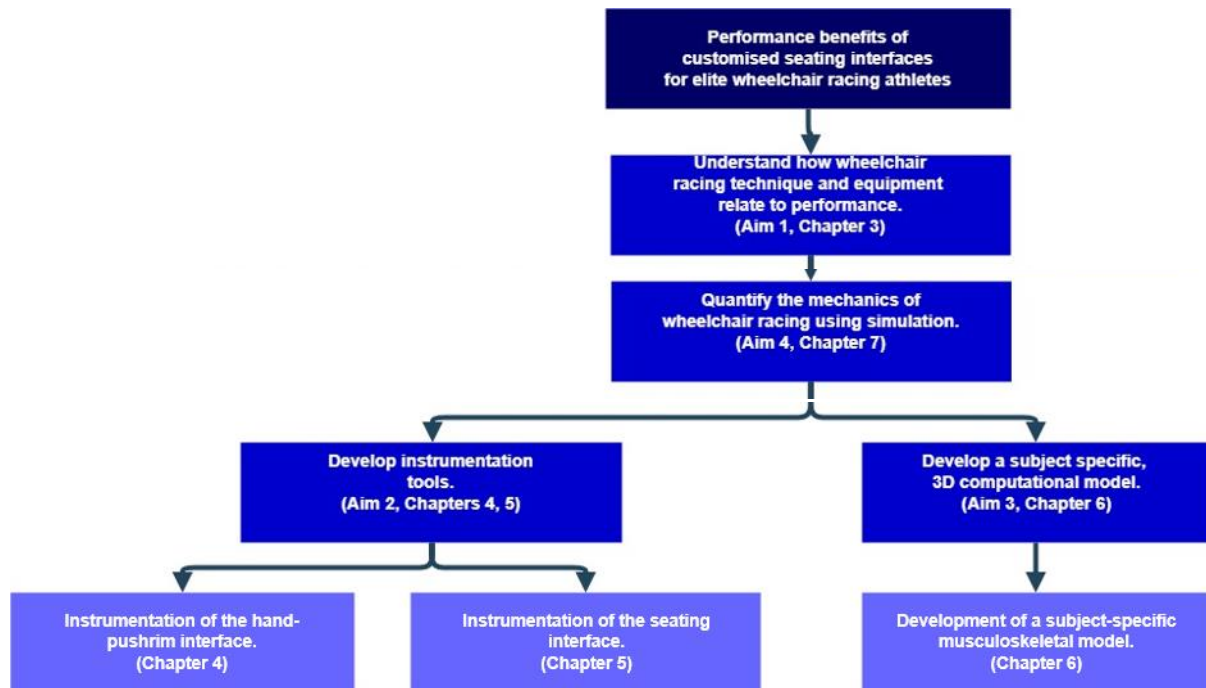 Performance benefits of
customised seating interfaces
for elite wheelchair racing athletes
Understand how wheelchair
racing technique and equipment
relate to performance.
(Aim 1, Chapter 3)
Quantify the mechanics of
wheelchair racing using simulation.
(Aim 4, Chapter 7)
Develop instrumentation
tools.
(Aim 2, Chapters 4, 5)
Develop a subject specific,
3D computational model.
(Aim 3, Chapter 6)
Instrumentation of the hand-
pushrim interface.
(Chapter 4)
Instrumentation of the seating
interface.
(Chapter 5)
Development of a subject-specific
musculoskeletal model.
(Chapter 6)